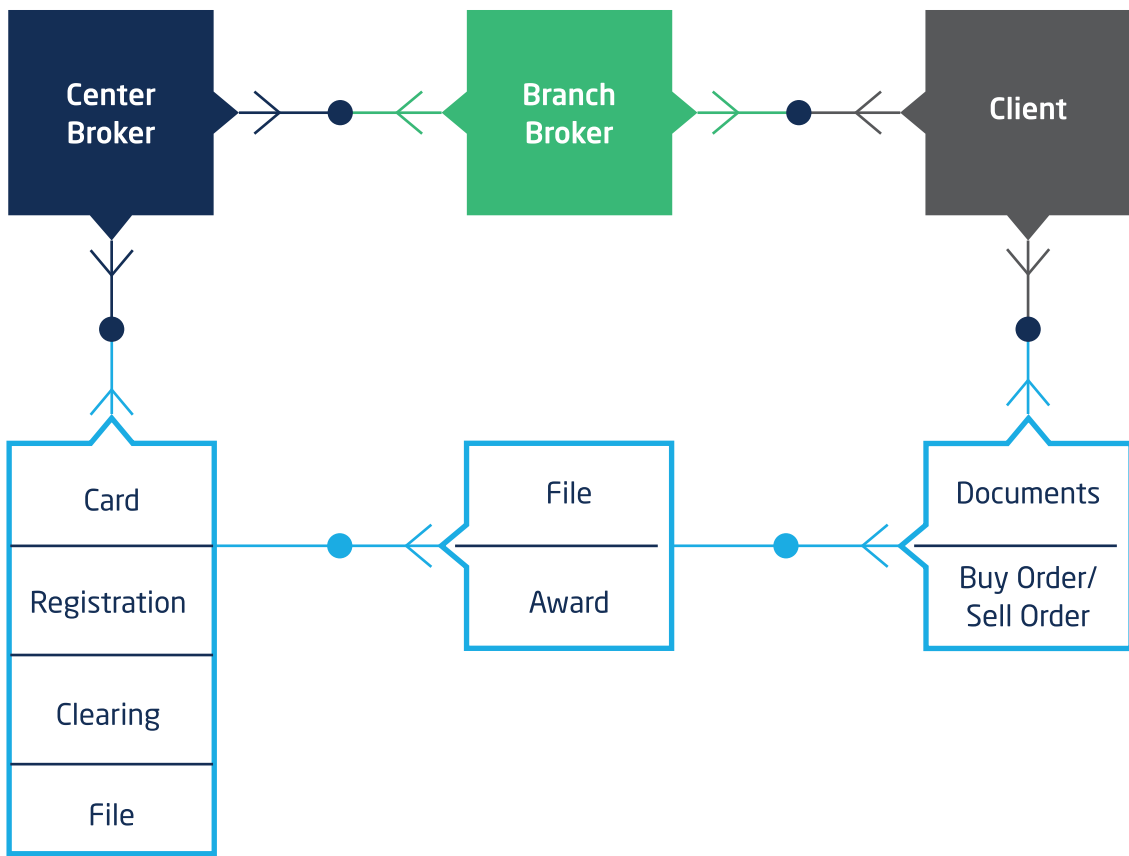 Center
Broker
Branch
Broker
Client
Card
Registration
Clearing
File
File
Award
Documents
Buy Order/
Sell Order